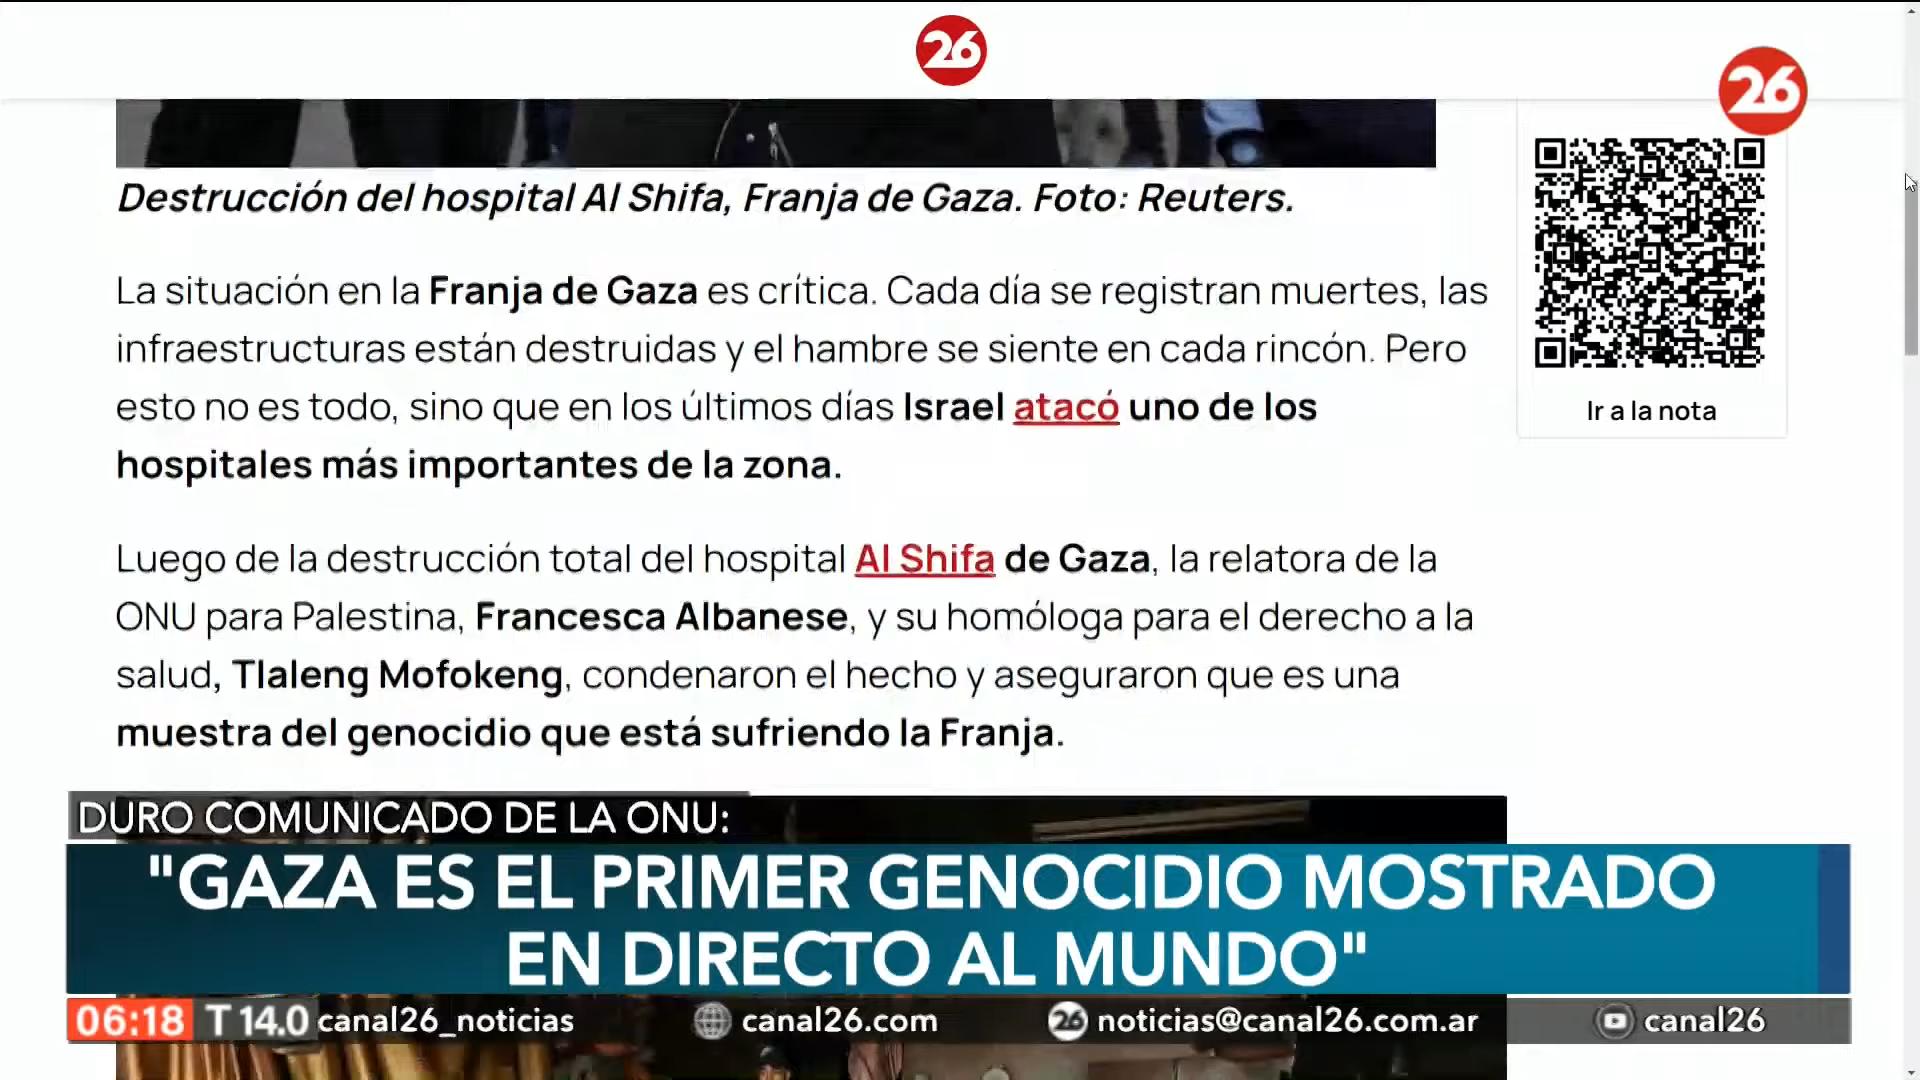 26
26
Destrucción del hospital Al Shifa, Franja de Gaza. Foto: Reuters.
La situación en la Franja de Gaza es crítica. Cada día se registran muertes, las
infraestructuras están destruidas y el hambre se siente en cada rincón. Pero
esto no es todo, sino que en los últimos días Israel atacó uno de los
hospitales más importantes de la zona.
Ir a la nota
Luego de la destrucción total del hospital Al Shifa de Gaza, la relatora de la
ONU para Palestina, Francesca Albanese, y su homóloga para el derecho a la
salud, Tlaleng Mofokeng, condenaron el hecho y aseguraron que es una
muestra del genocidio que está sufriendo la Franja.
DURO COMUNICADO DE LA ONU:
"GAZA ES EL PRIMER GENOCIDIO MOSTRADO
EN DIRECTO AL MUNDO"
06:18 T 14.0 canal26_noticias canal26.com 26 noticias@canal26.com.ar canal26